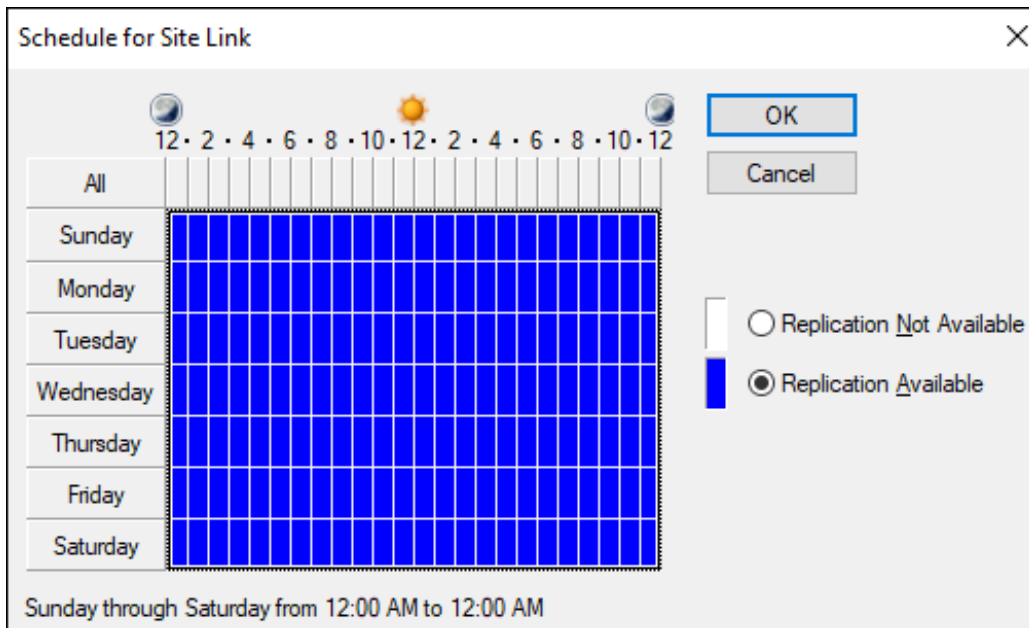 Schedule for Site Link
12 · 2 · 4 · 6 · 8 · 10 · 12 · 2 · 4 · 6 · 8 · 10 · 12
OK
Cancel
All
Sunday
Monday
Tuesday
Wednesday
Thursday
Friday
Saturday
Replication Not Available
Replication Available
Sunday through Saturday from 12:00 AM to 12:00 AM